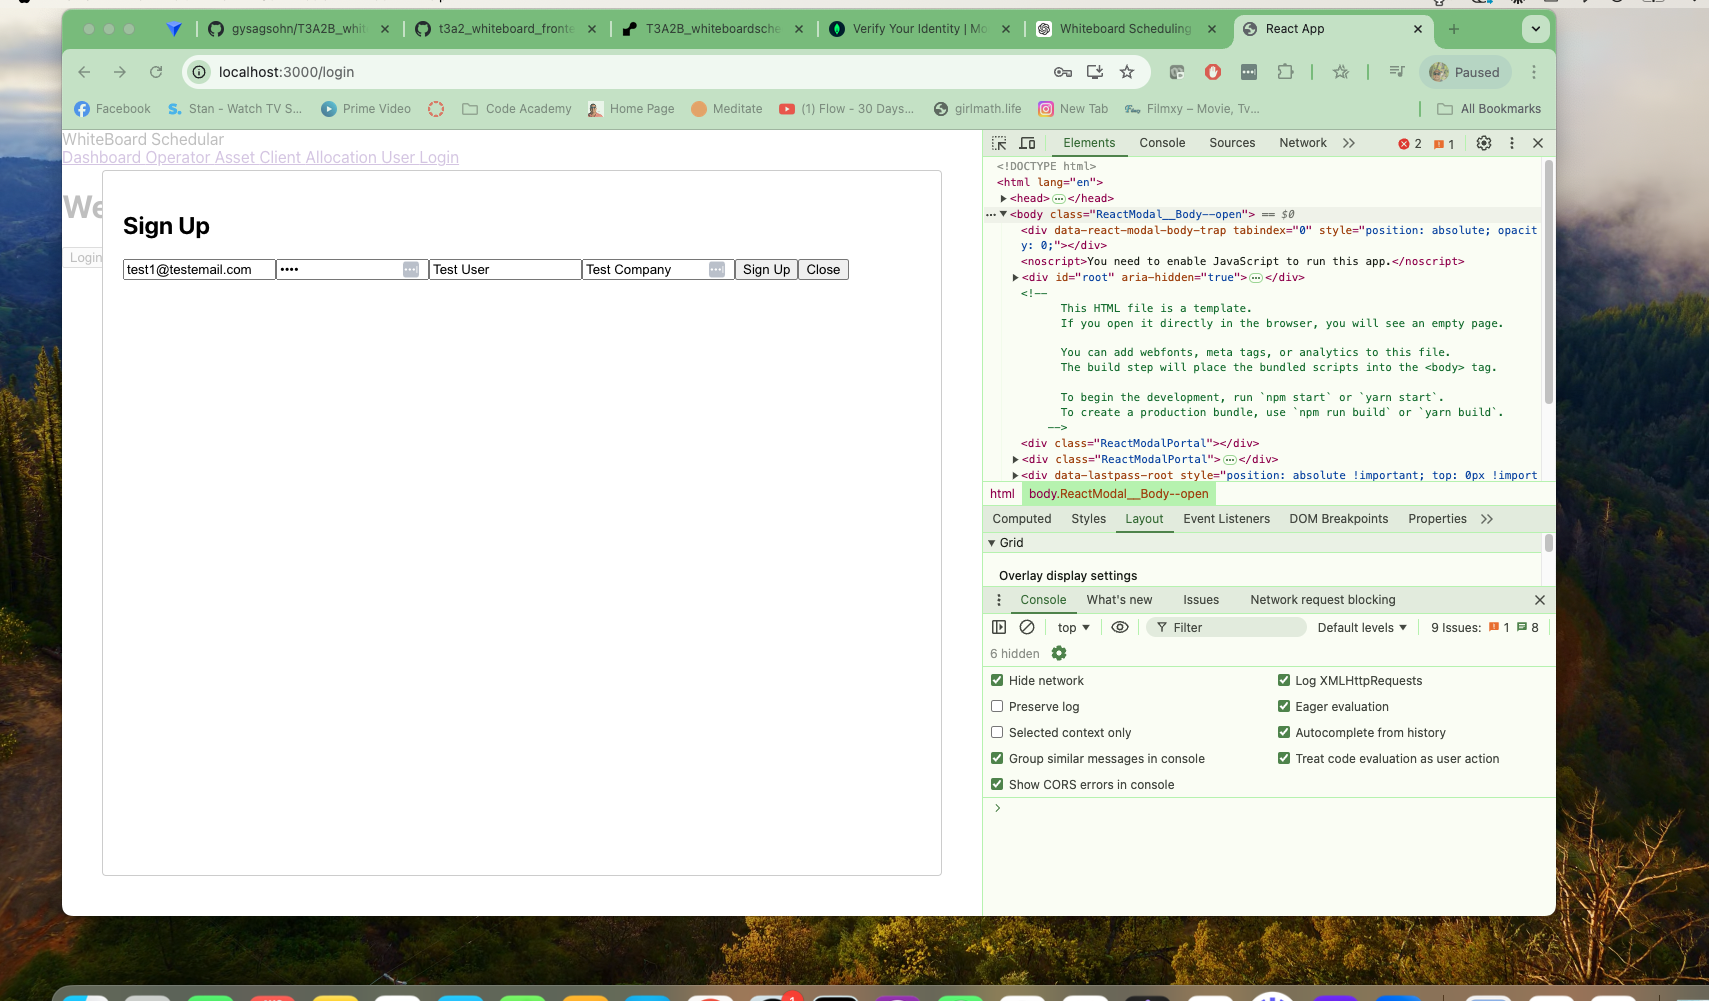 gysagsohn/T3A2B_whit
t3a2_whiteboard_fronte
T3A2B_whiteboardsche
Verify Your Identity | Mo
Whiteboard Scheduling
React App
localhost:3000/login
Paused
Facebook
Stan - Watch TV S...
Prime Video
Code Academy
Home Page
Meditate
(1) Flow - 30 Days...
girlmath.life
New Tab
Filmxy – Movie, Tv...
All Bookmarks
WhiteBoard Schedular
Dashboard Operator Asset Client Allocation User Login
We
Login
Sign Up
test1@testemail.com
••••
Test User
Test Company
Sign Up
Close
Elements Console Sources Network 2 1
<!DOCTYPE html>
<html lang="en">
<head>…</head>
<body class="ReactModal__Body--open"> == $0
<div data-react-modal-body-trap tabindex="0" style="position: absolute; opacit
y: 0;"></div>
<noscript>You need to enable JavaScript to run this app.</noscript>
<div id="root" aria-hidden="true">…</div>
<!--
This HTML file is a template.
If you open it directly in the browser, you will see an empty page.
You can add webfonts, meta tags, or analytics to this file.
The build step will place the bundled scripts into the <body> tag.
To begin the development, run `npm start` or `yarn start`.
To create a production bundle, use `npm run build` or `yarn build`.
-->
<div class="ReactModalPortal"></div>
<div class="ReactModalPortal">…</div>
<div data-lastpass-root style="position: absolute !important; top: 0px !import
html body.ReactModal__Body--open
Computed Styles Layout Event Listeners DOM Breakpoints Properties
Grid
Overlay display settings
Console What's new Issues Network request blocking
top Filter Default levels 9 Issues: 1 8
6 hidden
Hide network
Log XMLHttpRequests
Preserve log
Eager evaluation
Selected context only
Autocomplete from history
Group similar messages in console
Treat code evaluation as user action
Show CORS errors in console
1